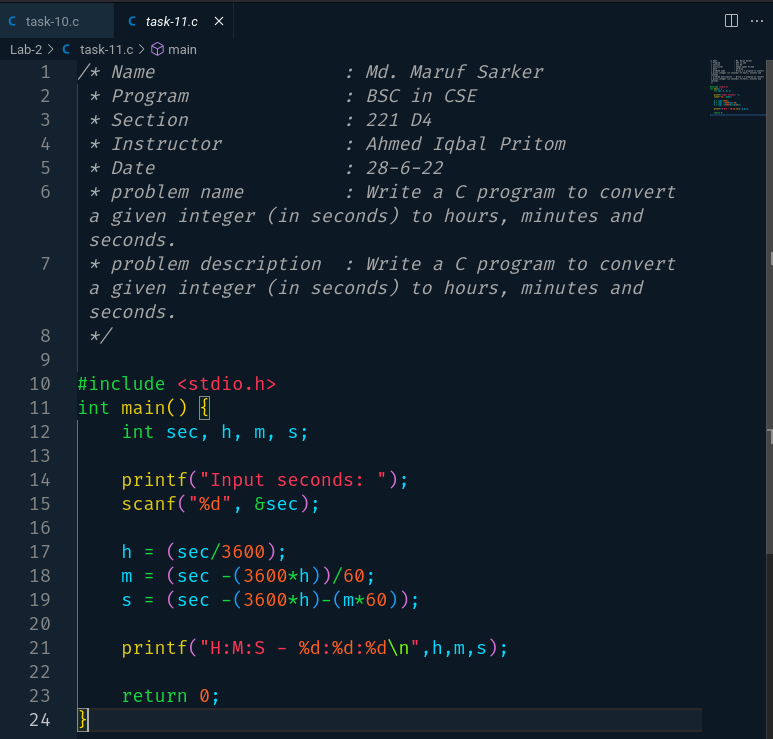 task-10.c task-11.c
Lab-2 > task-11.c > main
1 /* Name : Md. Maruf Sarker
2 * Program : BSC in CSE
3 * Section : 221 D4
4 * Instructor : Ahmed Iqbal Pritom
5 * Date : 28-6-22
6 * problem name : Write a C program to convert
a given integer (in seconds) to hours, minutes and
seconds.
7 * problem description : Write a C program to convert
a given integer (in seconds) to hours, minutes and
seconds.
8 */
9
10 #include <stdio.h>
11 int main() {
12 int sec, h, m, s;
13
14 printf("Input seconds: ");
15 scanf("%d", &sec);
16
17 h = (sec/3600);
18 m = (sec -(3600*h))/60;
19 s = (sec -(3600*h)-(m*60));
20
21 printf("H:M:S - %d:%d:%d\n",h,m,s);
22
23 return 0;
24 }